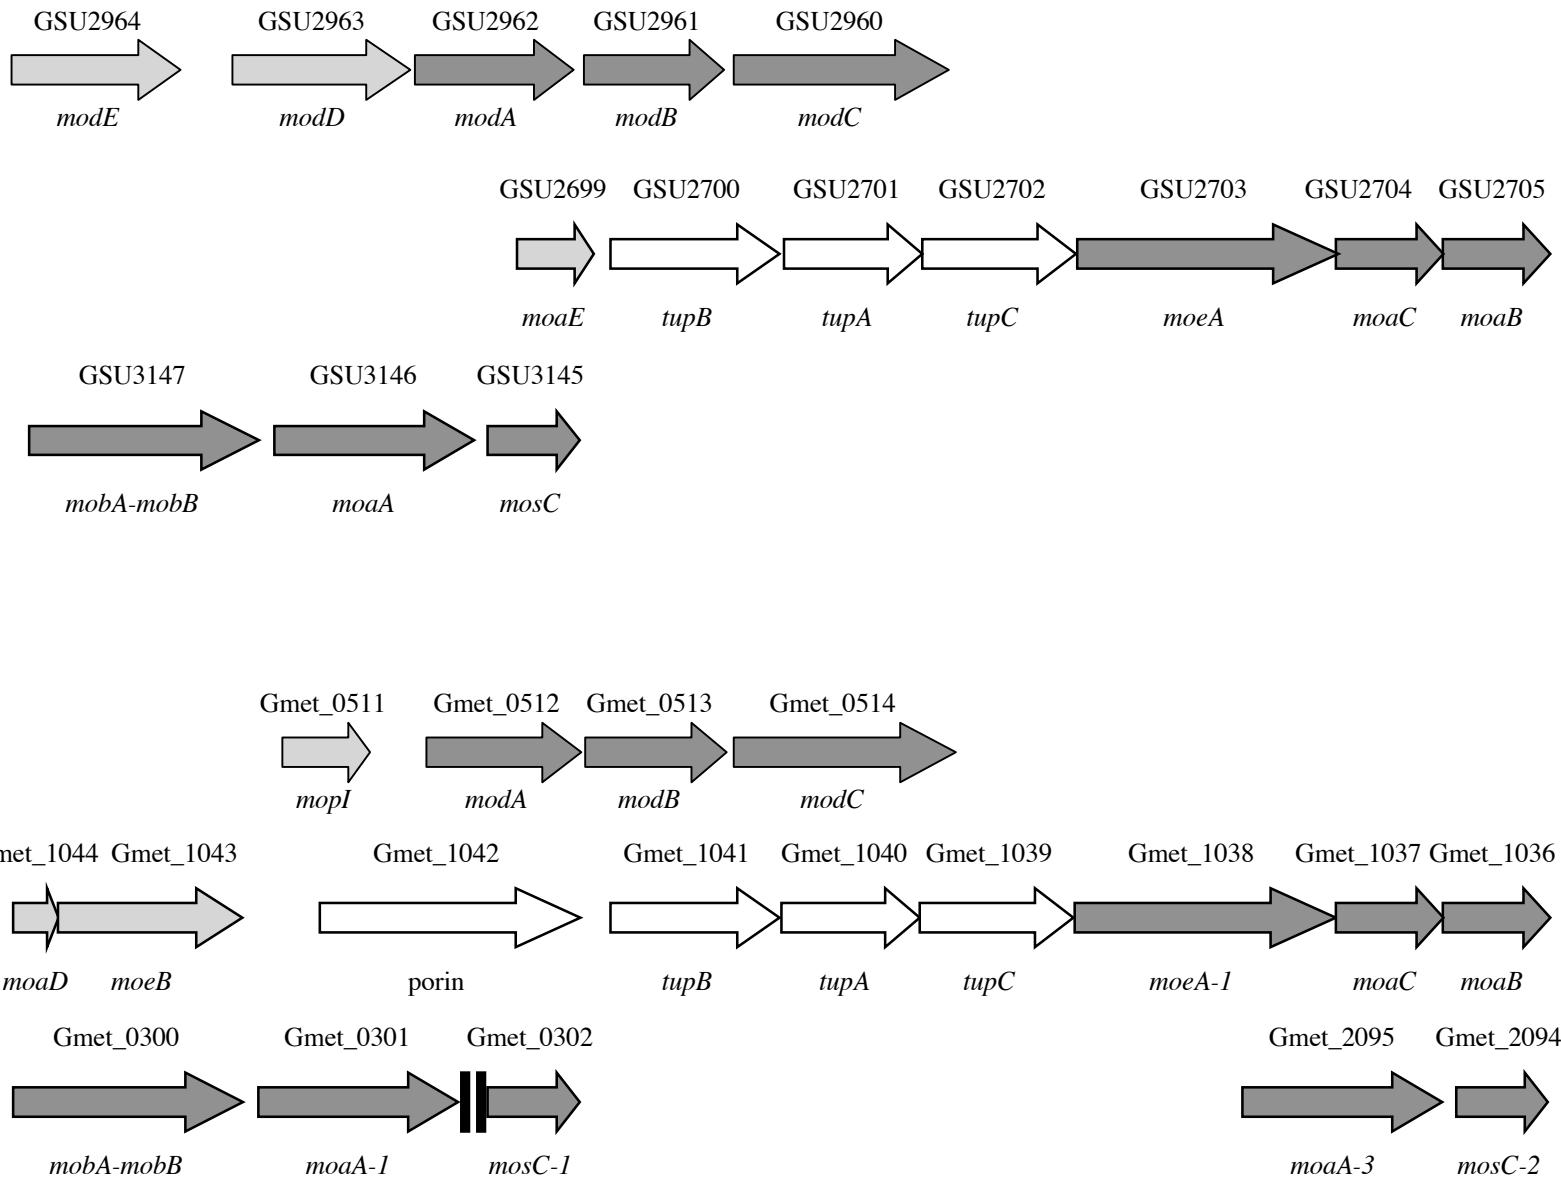 GSU2964 GSU2963 GSU2962 GSU2961 GSU2960
modE modD modA modB modC
GSU2699 GSU2700 GSU2701 GSU2702 GSU2703 GSU2704 GSU2705
moaE tupB tupA tupC moeA moaC moaB
GSU3147 GSU3146 GSU3145
mobA-mobB moaA mosC
Gmet_0511 Gmet_0512 Gmet_0513 Gmet_0514
mopI modA modB modC
met_1044 Gmet_1043 Gmet_1042 Gmet_1041 Gmet_1040 Gmet_1039 Gmet_1038 Gmet_1037 Gmet_1036
moaD moeB porin tupB tupA tupC moeA-1 moaC moaB
Gmet_0300 Gmet_0301 Gmet_0302 Gmet_2095 Gmet_2094
mobA-mobB moaA-1 mosC-1 moaA-3 mosC-2